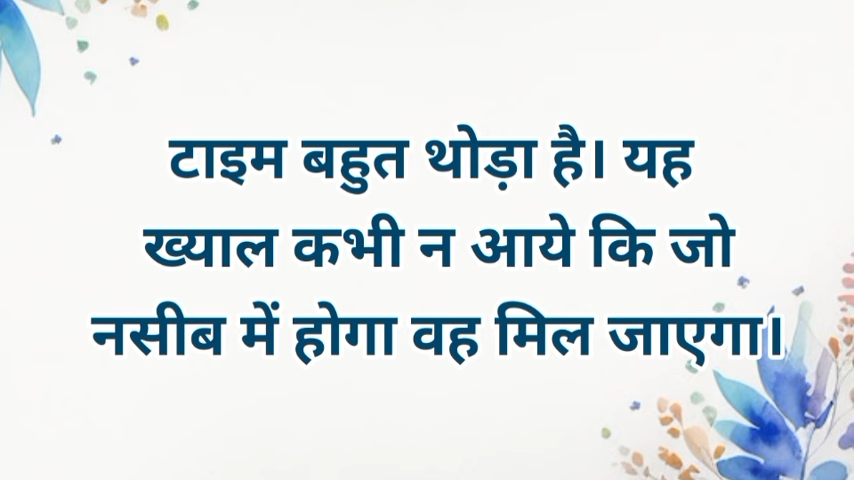 टाइम बहुत थोड़ा है। यह
ख्याल कभी न आये कि जो
नसीब में होगा वह मिल जाएगा।